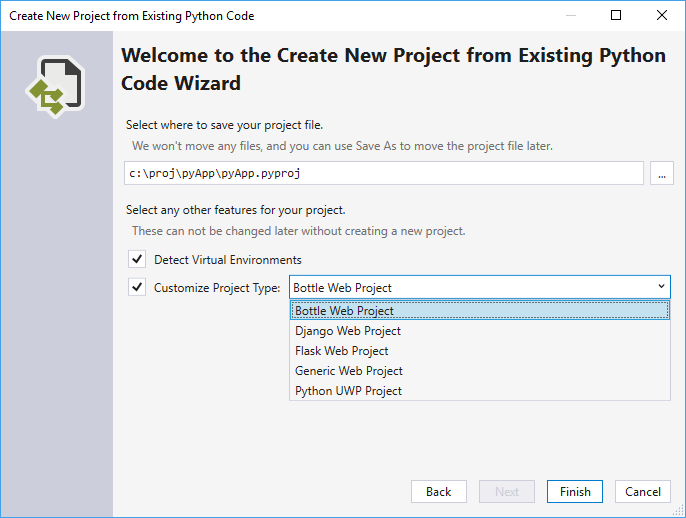 Create New Project from Existing Python Code
Welcome to the Create New Project from Existing Python
Code Wizard
Select where to save your project file.
We won't move any files, and you can use Save As to move the project file later.
c:\proj\pyApp\pyApp.pyproj
...
Select any other features for your project.
These can not be changed later without creating a new project.
Detect Virtual Environments
Customize Project Type: Bottle Web Project
Bottle Web Project
Django Web Project
Flask Web Project
Generic Web Project
Python UWP Project
Back Next Finish Cancel